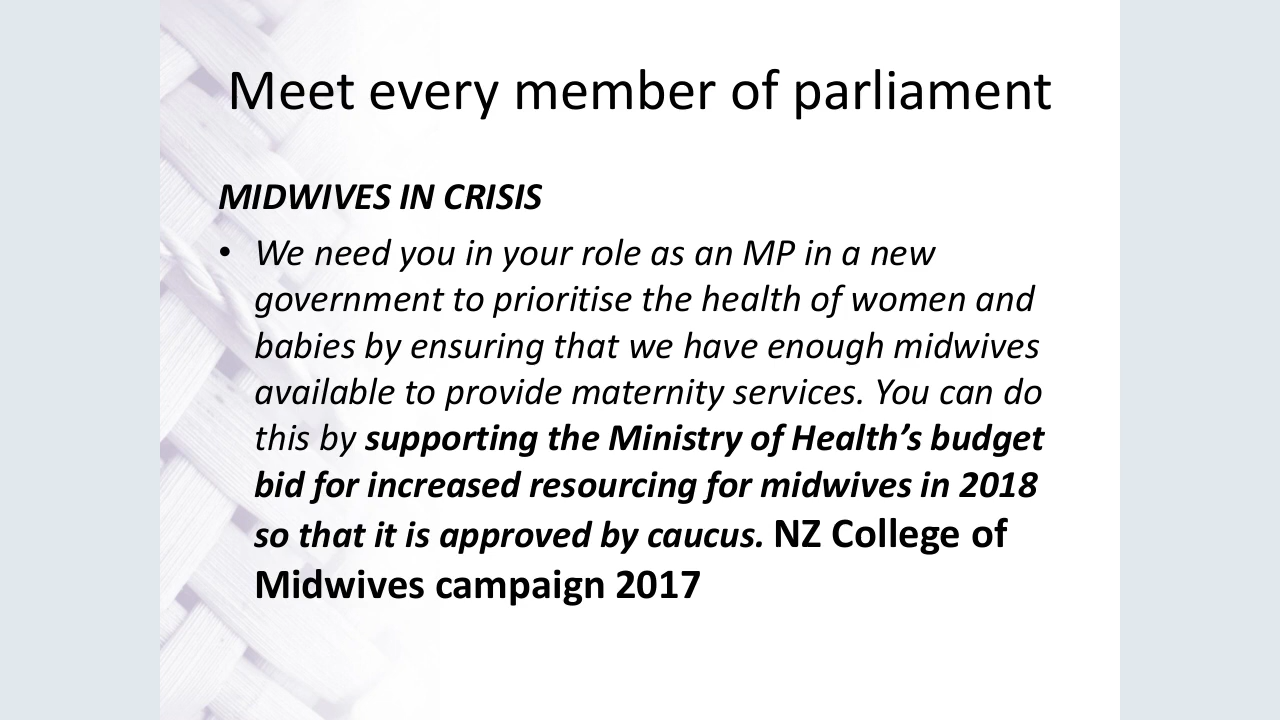 Meet every member of parliament
MIDWIVES IN CRISIS
• We need you in your role as an MP in a new
government to prioritise the health of women and
babies by ensuring that we have enough midwives
available to provide maternity services. You can do
this by supporting the Ministry of Health’s budget
bid for increased resourcing for midwives in 2018
so that it is approved by caucus. NZ College of
Midwives campaign 2017